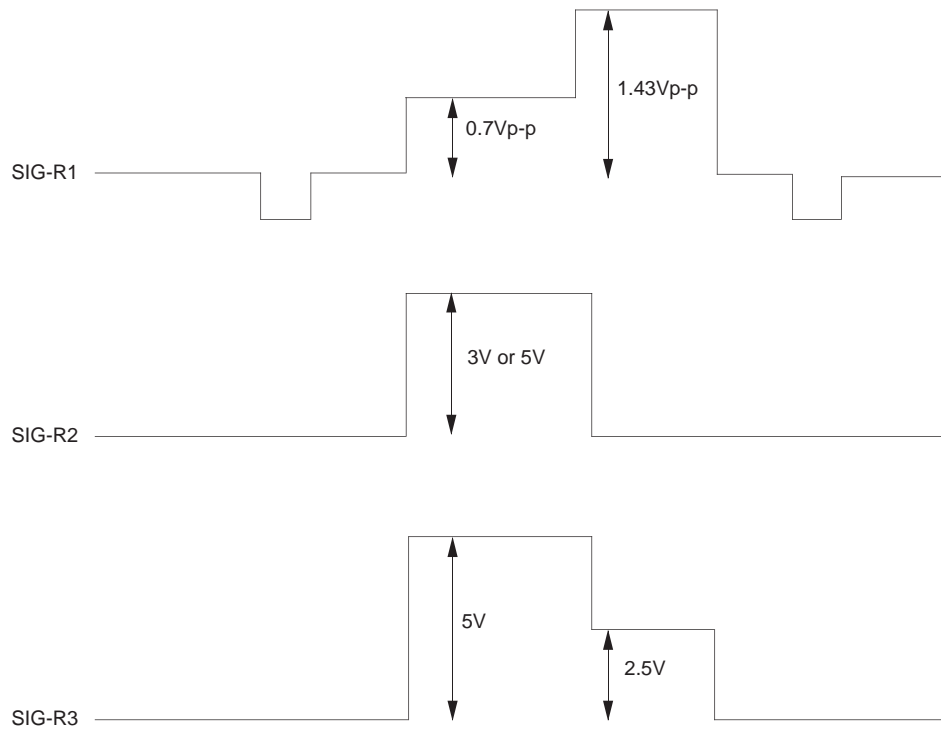 1.43Vp-p
0.7Vp-p
SIG-R1
3V or 5V
SIG-R2
5V
2.5V
SIG-R3